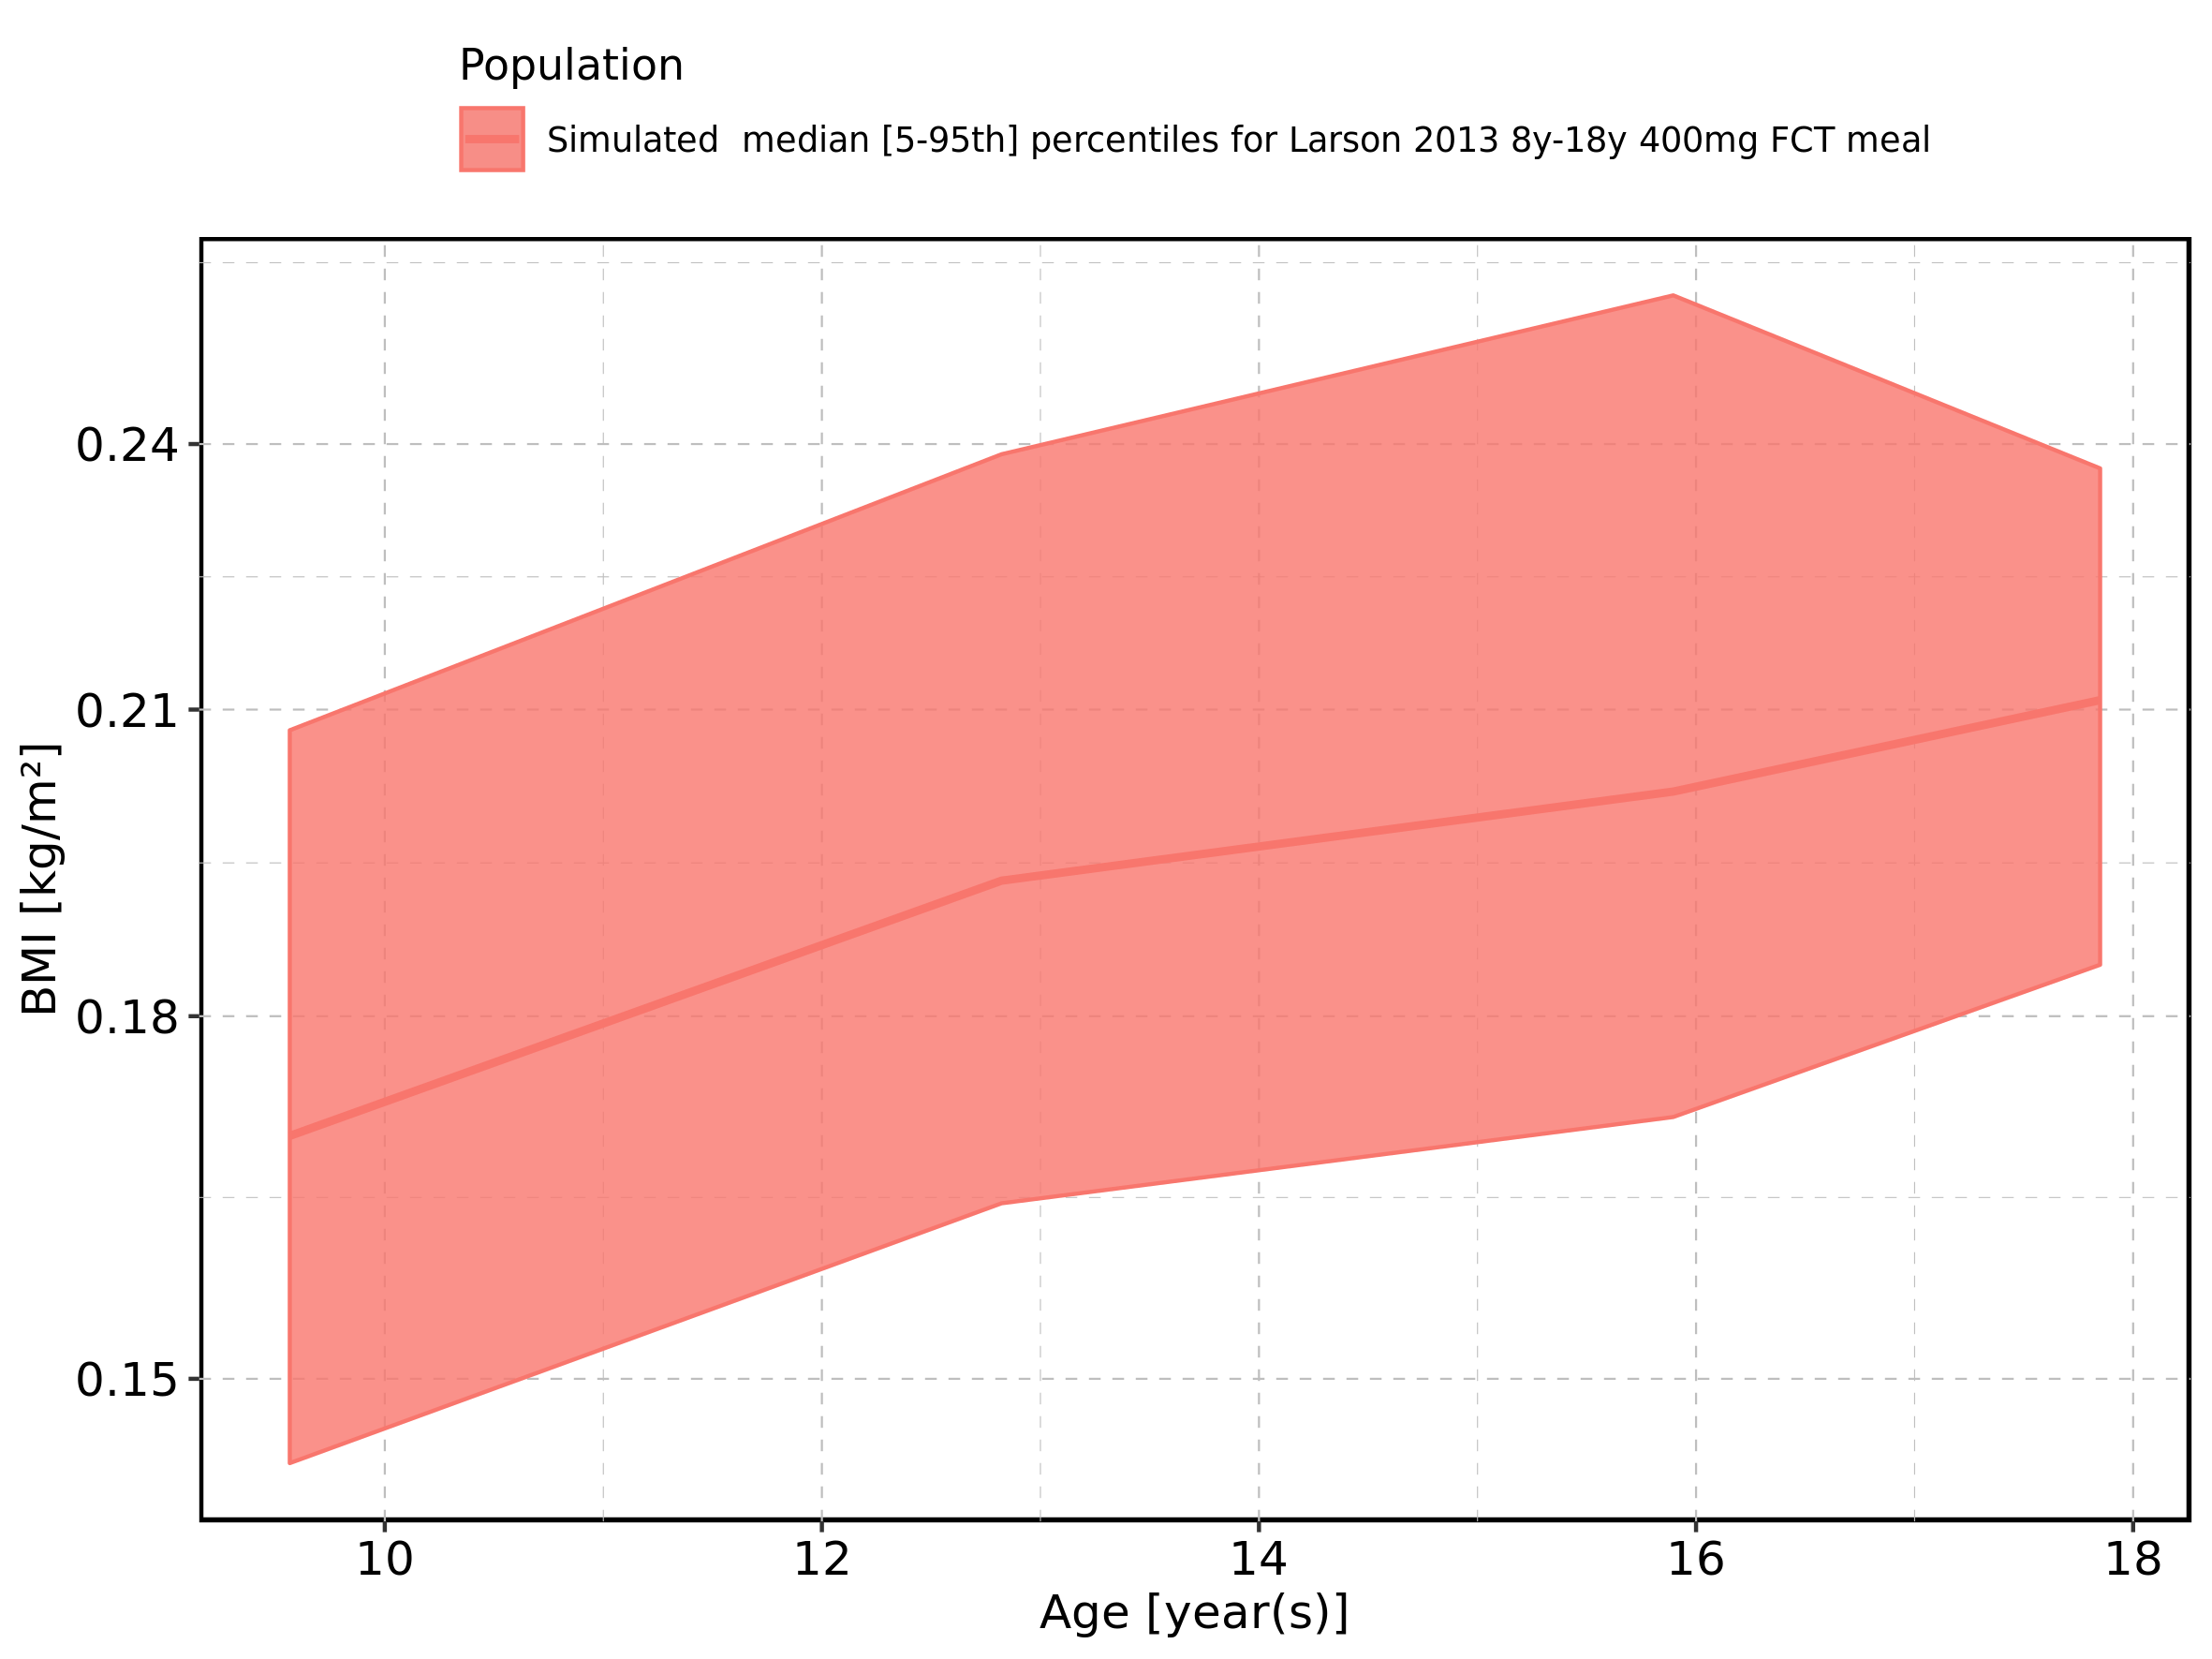 Population
Simulated  median [5-95th] percentiles for Larson 2013 8y-18y 400mg FCT meal
BMI [kg/m²]
0.24
0.21
0.18
0.15
10 12 14 16 18
Age [year(s)]